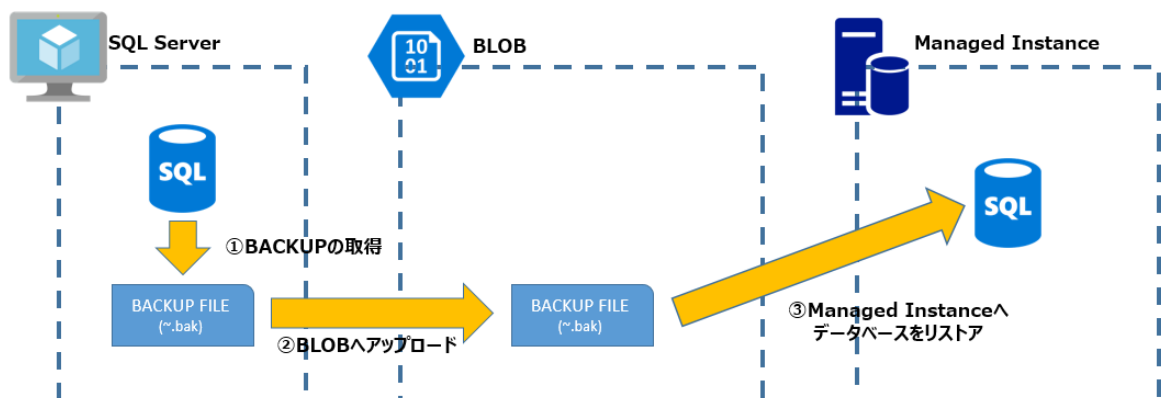 SQL Server
BLOB
Managed Instance
10
01
SQL
SQL
①BACKUPの取得
BACKUP FILE
(~.bak)
BACKUP FILE
(~.bak)
②BLOBへアップロード
③Managed Instanceへ
データベースをリストア